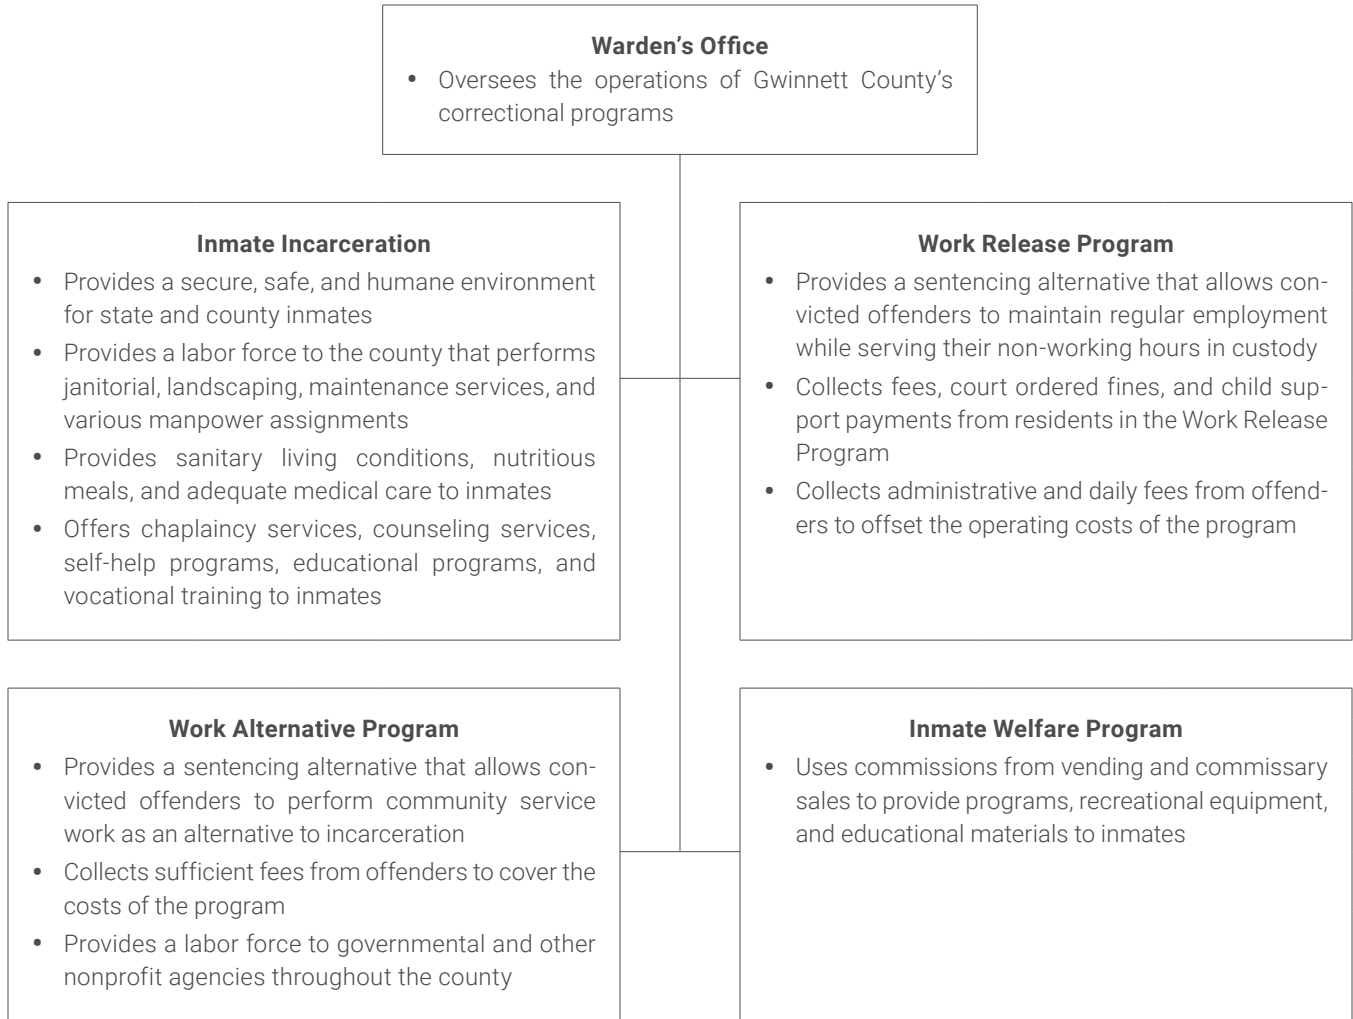 Warden’s Office
• Oversees the operations of Gwinnett County’s
correctional programs
Inmate Incarceration
• Provides a secure, safe, and humane environment
for state and county inmates
• Provides a labor force to the county that performs
janitorial, landscaping, maintenance services, and
various manpower assignments
• Provides sanitary living conditions, nutritious
meals, and adequate medical care to inmates
• Offers chaplaincy services, counseling services,
self-help programs, educational programs, and
vocational training to inmates
Work Release Program
• Provides a sentencing alternative that allows con-
victed offenders to maintain regular employment
while serving their non-working hours in custody
• Collects fees, court ordered fines, and child sup-
port payments from residents in the Work Release
Program
• Collects administrative and daily fees from offend-
ers to offset the operating costs of the program
Work Alternative Program
• Provides a sentencing alternative that allows con-
victed offenders to perform community service
work as an alternative to incarceration
• Collects sufficient fees from offenders to cover the
costs of the program
• Provides a labor force to governmental and other
nonprofit agencies throughout the county
Inmate Welfare Program
• Uses commissions from vending and commissary
sales to provide programs, recreational equipment,
and educational materials to inmates